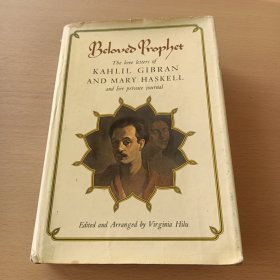 Beloved Prophet
The love letters of
KAHLIL GIBRAN
AND MARY HASKELL
and her private journal
Edited and Arranged by Virginia Hilu